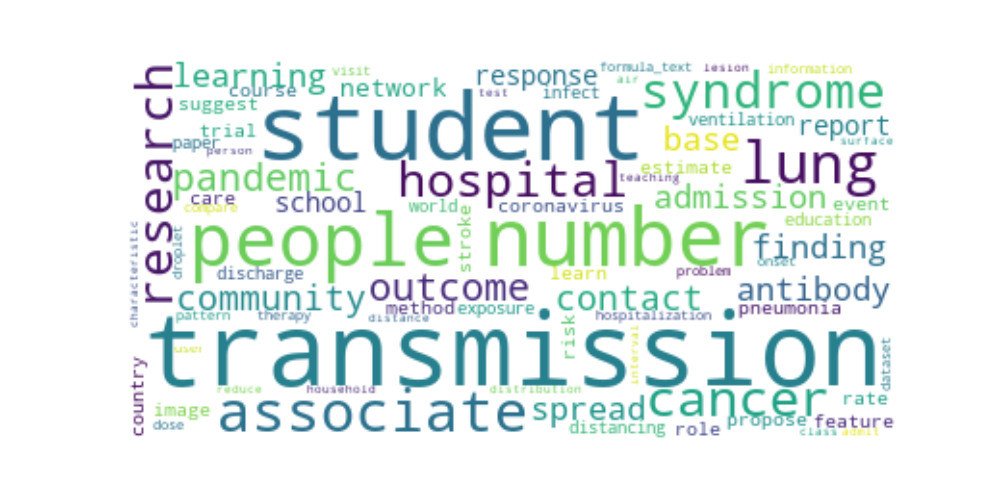 research
learning
visit
course
network
response
formula_text
lesion
information
air
suggest
test
infect
syndrome
student
trial
paper
person
ventilation
report
base
surface
pandemic
hospital
teaching
estimate
lung
care
compare
school
world
coronavirus
admission
event
education
characteristic
droplet
people
stroke
number
finding
onset
discharge
learn
problem
community
outcome
contact
antibody
method
exposure
pneumonia
pattern
therapy
distance
risk
hospitalization
transmission
user
interval
dataset
country
reduce
household
distribution
cancer
rate
image
associate
spread
dose
distancing
role
propose
feature
class
admit